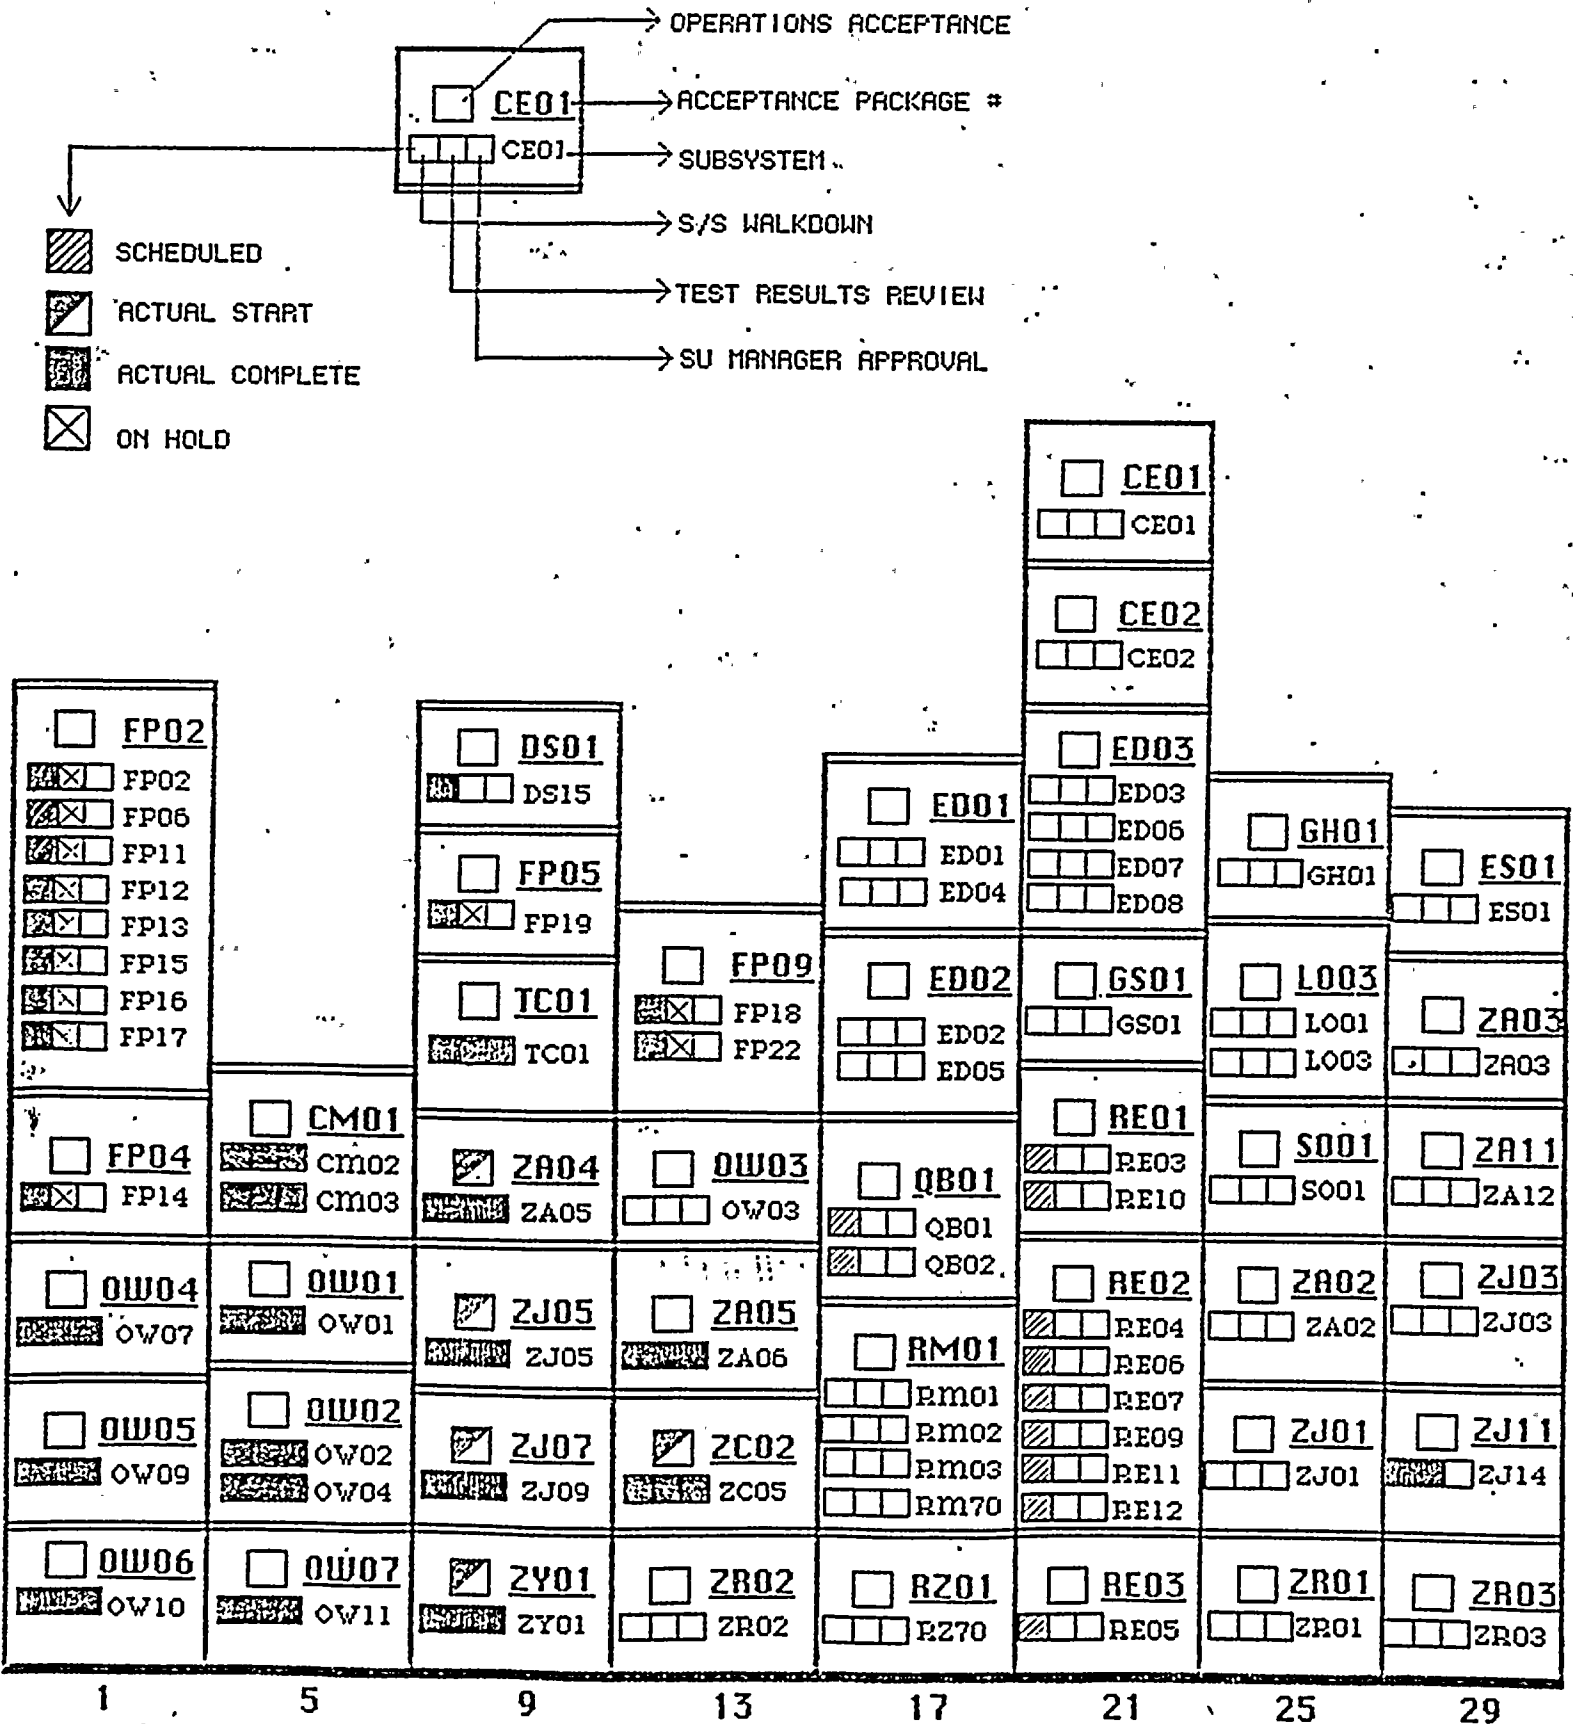 OPERATIONS ACCEPTANCE
CE01
ACCEPTANCE PACKAGE #
CE01
SUBSYSTEM
S/S WALKDOWN
SCHEDULED
TEST RESULTS REVIEW
ACTUAL START
SU MANAGER APPROVAL
ACTUAL COMPLETE
ON HOLD
FP02
FP02
FP06
FP11
FP12
FP13
FP15
FP16
FP17
FP04
FP14
OW04
OW07
OW05
OW09
OW06
OW10
CM01
CM02
CM03
OW01
OW01
OW02
OW02
OW04
OW07
OW11
DS01
DS15
FP05
FP19
TC01
TC01
ZA04
ZA05
ZJ05
ZJ05
ZJ07
ZJ09
ZY01
ZY01
FP09
FP18
FP22
OW03
OW03
ZA05
ZA06
ZC02
ZC05
ZR02
ZR02
ED01
ED01
ED04
ED02
ED02
ED05
QB01
QB01
QB02
RM01
RM01
RM02
RM03
RM70
RZ01
RZ70
CE01
CE01
CE02
CE02
ED03
ED03
ED06
ED07
ED08
GS01
GS01
RE01
RE03
RE10
RE02
RE04
RE06
RE07
RE09
RE11
RE12
RE03
RE05
GH01
GH01
LO03
LO01
LO03
SO01
SO01
ZA02
ZA02
ZJ01
ZJ01
ZR01
ZR01
ES01
ES01
ZA03
ZA03
ZA11
ZA12
ZJ03
ZJ03
ZJ11
ZJ14
ZR03
ZR03
1 5 9 13 17 21 25 29